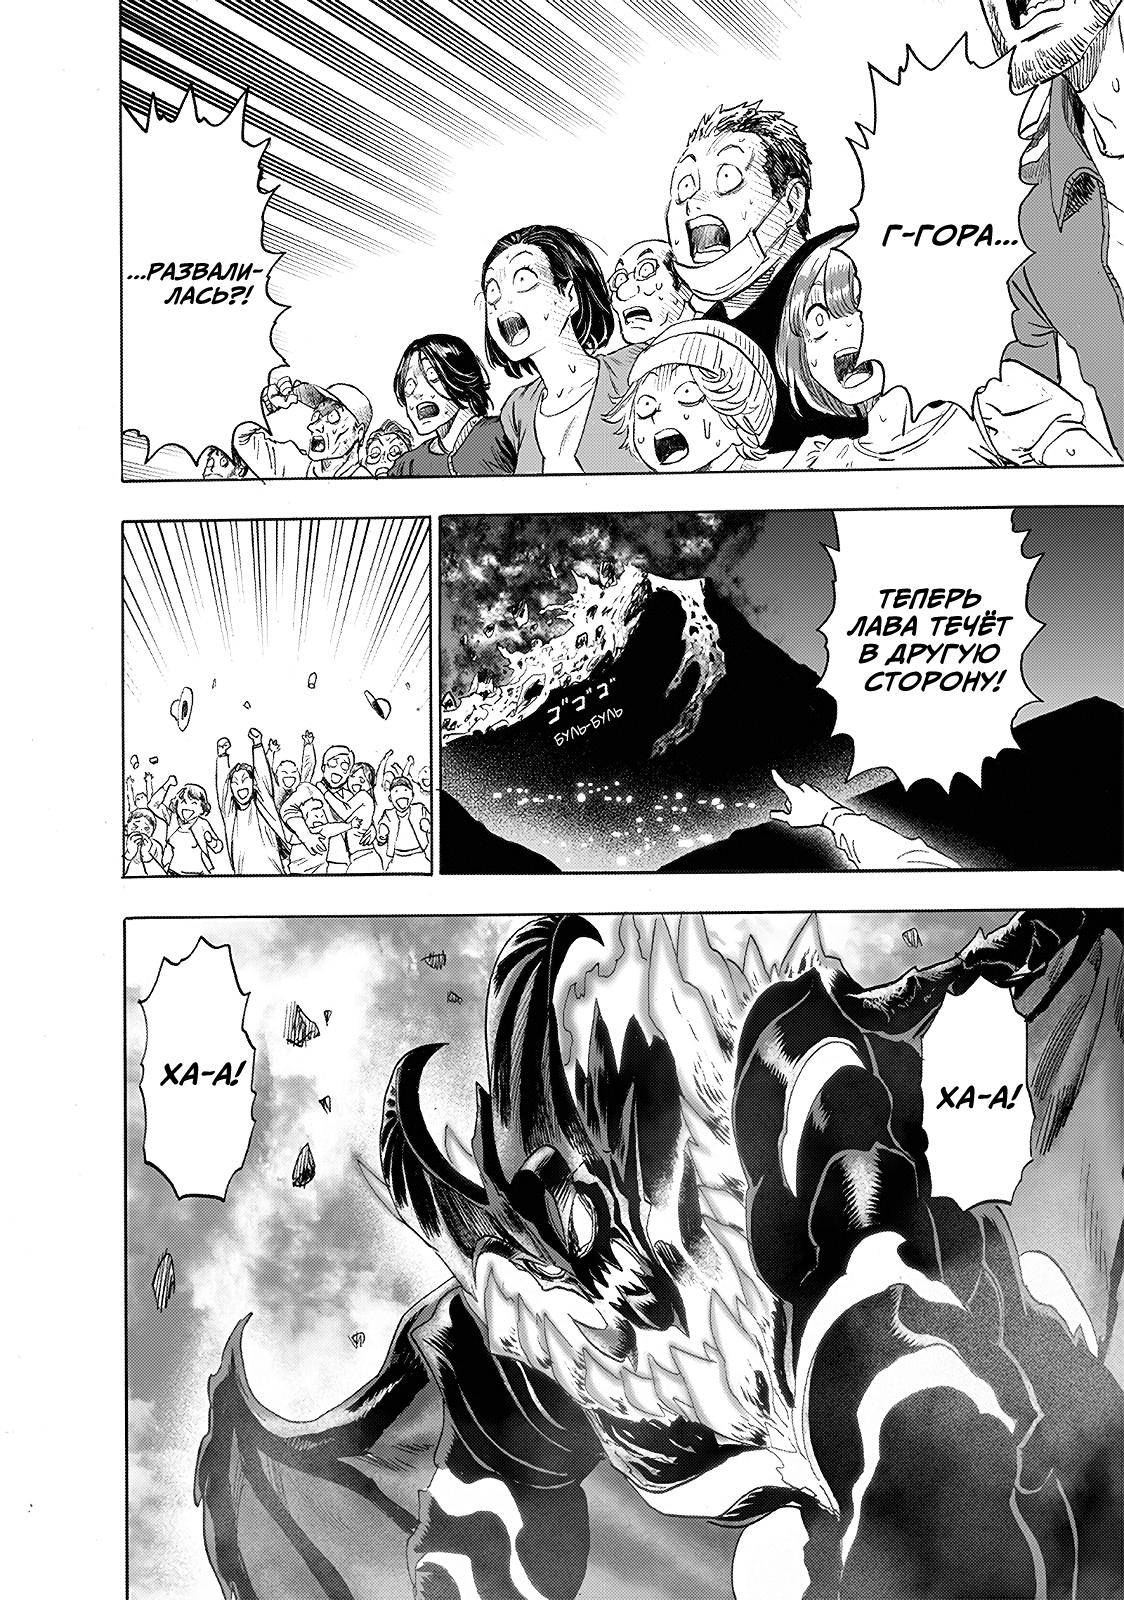 Г-ГОРА...
...РАЗВАЛИ-
ЛАСЬ?!
ТЕПЕРЬ
ЛАВА ТЕЧЁТ
В ДРУГУЮ
СТОРОНУ!
ゴゴゴ
БУЛЬ-БУЛЬ
ХА-А!
ХА-А!